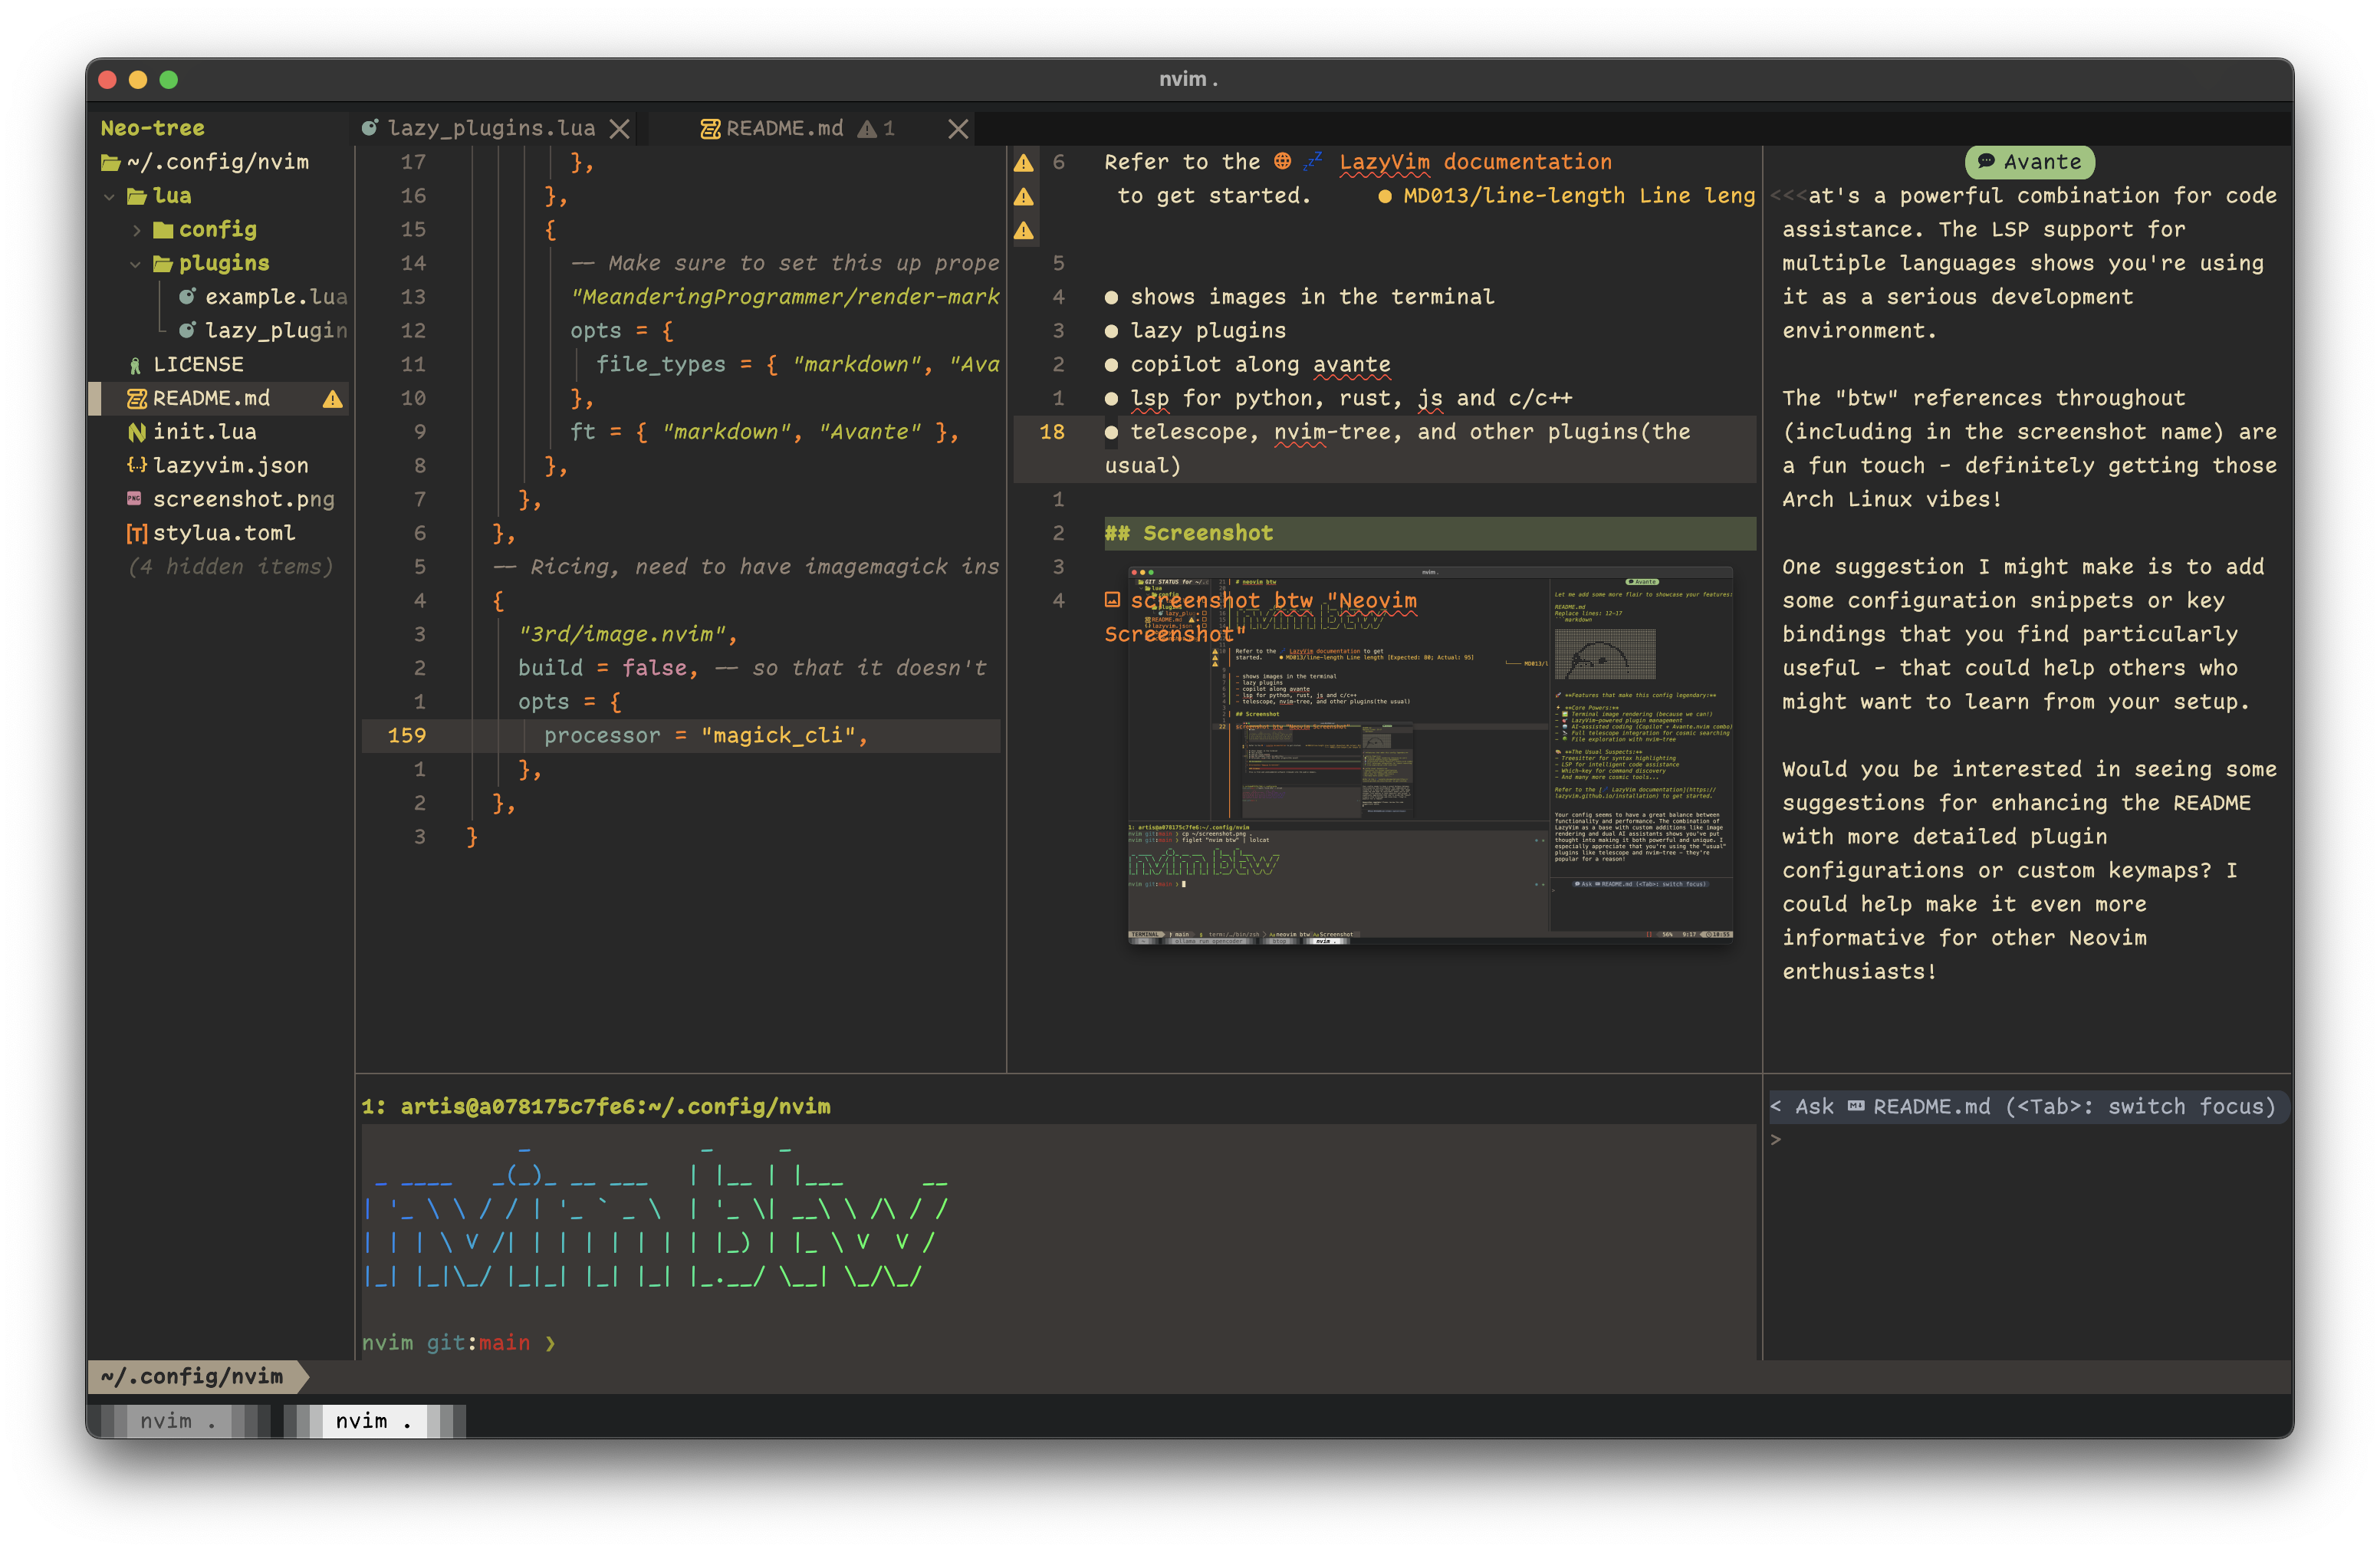 nvim .
Neo-tree
lazy_plugins.lua
README.md 1
~/.config/nvim
lua
config
plugins
example.lua
lazy_plugin
LICENSE
README.md
init.lua
lazyvim.json
screenshot.png
stylua.toml
(4 hidden items)
17 },
16 },
15 {
14 -- Make sure to set this up prope
13 "MeanderingProgrammer/render-mark
12 opts = {
11 file_types = { "markdown", "Ava
10 },
9 ft = { "markdown", "Avante" },
8 },
7 },
6 },
5 -- Ricing, need to have imagemagick ins
4 {
3 "3rd/image.nvim",
2 build = false, -- so that it doesn't
1 opts = {
159 processor = "magick_cli",
1 },
2 },
3 }
6 Refer to the 💤 LazyVim documentation
to get started. ● MD013/line-length Line leng
5
4 ● shows images in the terminal
3 ● lazy plugins
2 ● copilot along avante
1 ● lsp for python, rust, js and c/c++
18 ● telescope, nvim-tree, and other plugins(the
usual)
1
2 ## Screenshot
3
4 screenshot btw "Neovim
Screenshot"
Avante
<<<at's a powerful combination for code
assistance. The LSP support for
multiple languages shows you're using
it as a serious development
environment.
The "btw" references throughout
(including in the screenshot name) are
a fun touch - definitely getting those
Arch Linux vibes!
One suggestion I might make is to add
some configuration snippets or key
bindings that you find particularly
useful - that could help others who
might want to learn from your setup.
Would you be interested in seeing some
suggestions for enhancing the README
with more detailed plugin
configurations or custom keymaps? I
could help make it even more
informative for other Neovim
enthusiasts!
1: artis@a078175c7fe6:~/.config/nvim
nvim btw
nvim git:main ❯
< Ask README.md (<Tab>: switch focus)
>
~/.config/nvim
nvim .
nvim .